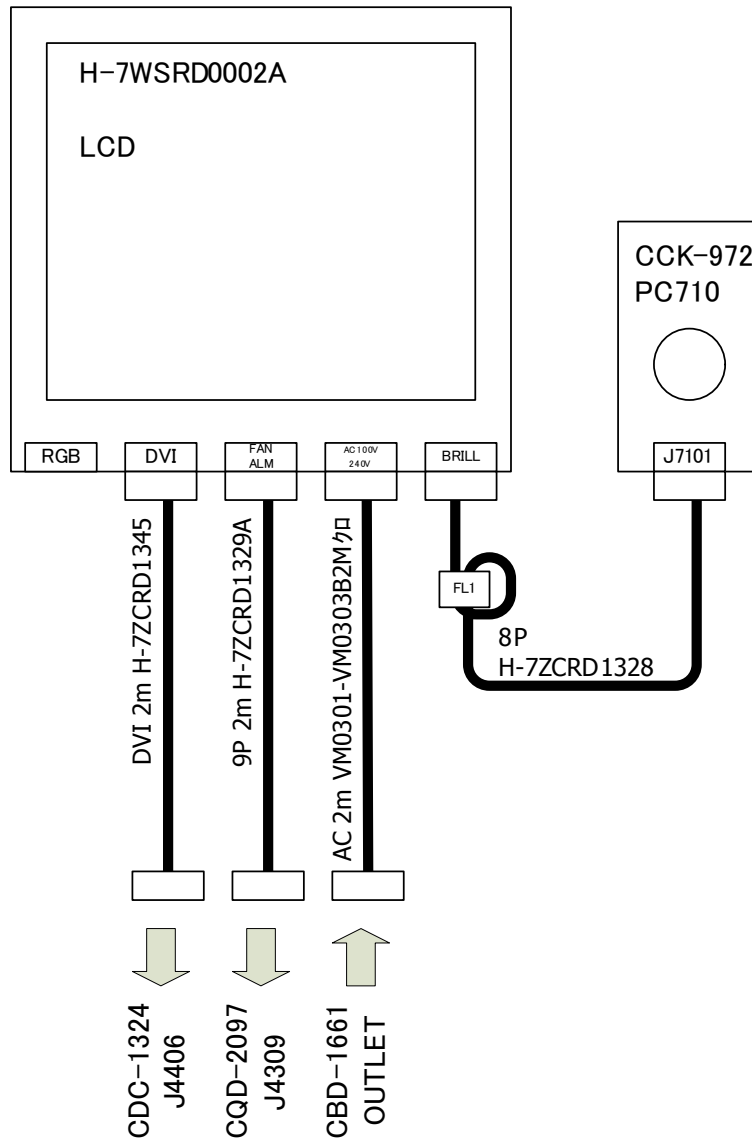 H-7WSRD0002A
LCD
CCK-972
PC710
RGB
DVI
FAN
ALM
AC100V
240V
BRILL
J7101
DVI 2m H-7ZCRD1345
9P 2m H-7ZCRD1329A
AC 2m VM0301-VM0303B2Mクロ
FL1
8P
H-7ZCRD1328
CDC-1324
J4406
CQD-2097
J4309
CBD-1661
OUTLET